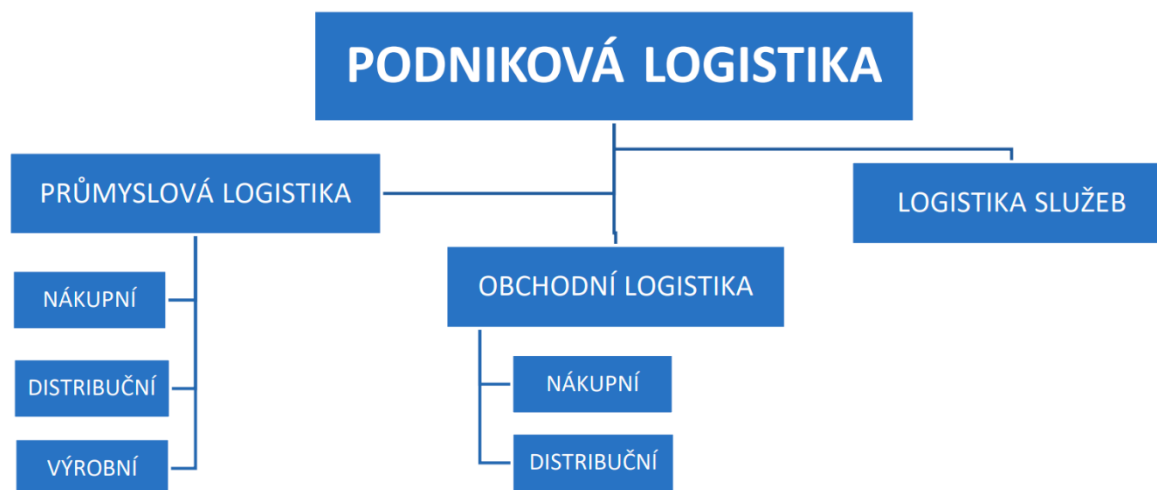 PODNIKOVÁ LOGISTIKA
PRŮMYSLOVÁ LOGISTIKA
NÁKUPNÍ
DISTRIBUČNÍ
VÝROBNÍ
OBCHODNÍ LOGISTIKA
NÁKUPNÍ
DISTRIBUČNÍ
LOGISTIKA SLUŽEB